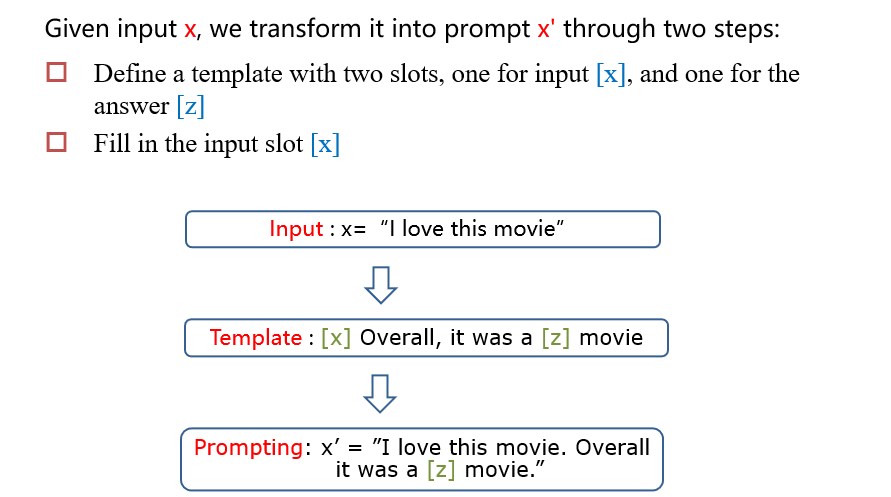 Given input x, we transform it into prompt x' through two steps:
Define a template with two slots, one for input [x], and one for the
answer [z]
Fill in the input slot [x]
Input : x= “I love this movie”
Template : [x] Overall, it was a [z] movie
Prompting: x’ = ”I love this movie. Overall
it was a [z] movie.”